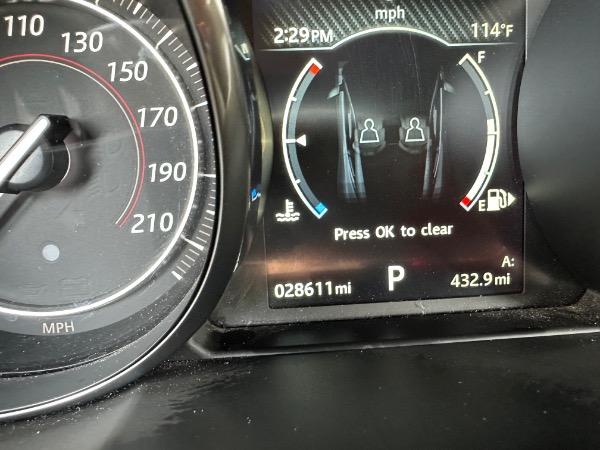 mph
2:29PM
114°F
110
130
150
170
190
210
MPH
F
E
Press OK to clear
028611mi
P
A:
432.9mi